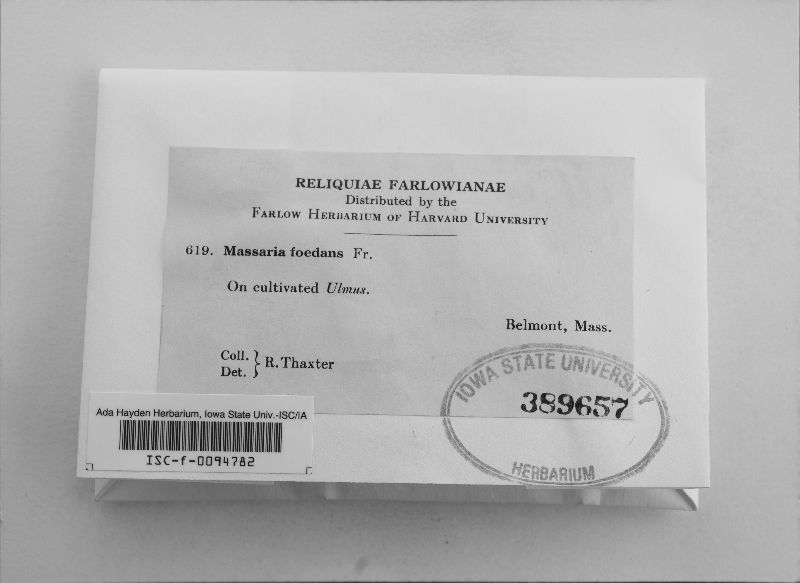 RELIQUIAE FARLOWIANAE
Distributed by the
FARLOW HERBARIUM OF HARVARD UNIVERSITY
619. Massaria foedans Fr.
On cultivated Ulmus.
Belmont, Mass.
Coll. } R. Thaxter
Det.
IOWA STATE UNIVERSITY
389657
HERBARIUM
Ada Hayden Herbarium, Iowa State Univ.-ISC/IA
ISC-f-0094782